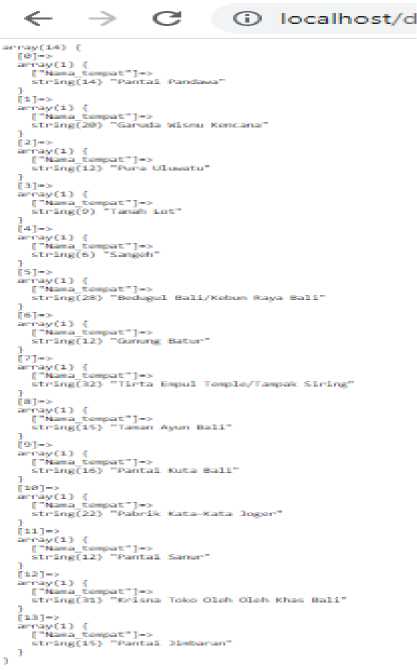 localhost/d
array(14) {
[0]=>
array(1) {
["Nama_tempat"]=>
string(14) "Pantai Pandawa"
}
[1]=>
array(1) {
["Nama_tempat"]=>
string(20) "Garuda Wisnu Kencana"
}
[2]=>
array(1) {
["Nama_tempat"]=>
string(12) "Pura Uluwatu"
}
[3]=>
array(1) {
["Nama_tempat"]=>
string(9) "Tanah Lot"
}
[4]=>
array(1) {
["Nama_tempat"]=>
string(6) "Sangeh"
}
[5]=>
array(1) {
["Nama_tempat"]=>
string(28) "Bedugul Bali/Kebun Raya Bali"
}
[6]=>
array(1) {
["Nama_tempat"]=>
string(12) "Gunung Batur"
}
[7]=>
array(1) {
["Nama_tempat"]=>
string(32) "Tirta Empul Temple/Tampak Siring"
}
[8]=>
array(1) {
["Nama_tempat"]=>
string(15) "Taman Ayun Bali"
}
[9]=>
array(1) {
["Nama_tempat"]=>
string(16) "Pantai Kuta Bali"
}
[10]=>
array(1) {
["Nama_tempat"]=>
string(22) "Pabrik Kata-Kata Joger"
}
[11]=>
array(1) {
["Nama_tempat"]=>
string(12) "Pantai Sanur"
}
[12]=>
array(1) {
["Nama_tempat"]=>
string(31) "Krisna Toko Oleh Oleh Khas Bali"
}
[13]=>
array(1) {
["Nama_tempat"]=>
string(15) "Pantai Jimbaran"
}
}